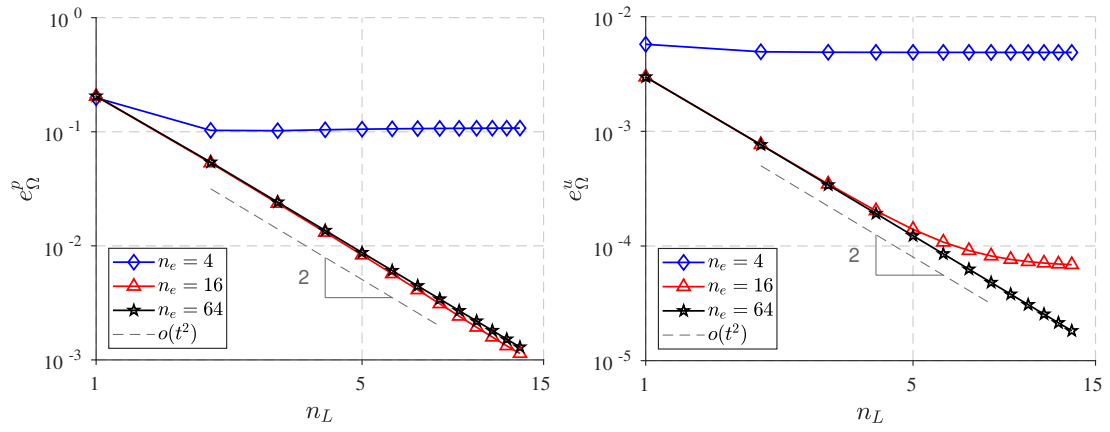 10^0
10^-1
10^-2
10^-3
e_Ω^p
2
n_e = 4
n_e = 16
n_e = 64
o(t^2)
1
5
15
n_L
10^-2
10^-3
10^-4
10^-5
e_Ω^u
2
n_e = 4
n_e = 16
n_e = 64
o(t^2)
1
5
15
n_L